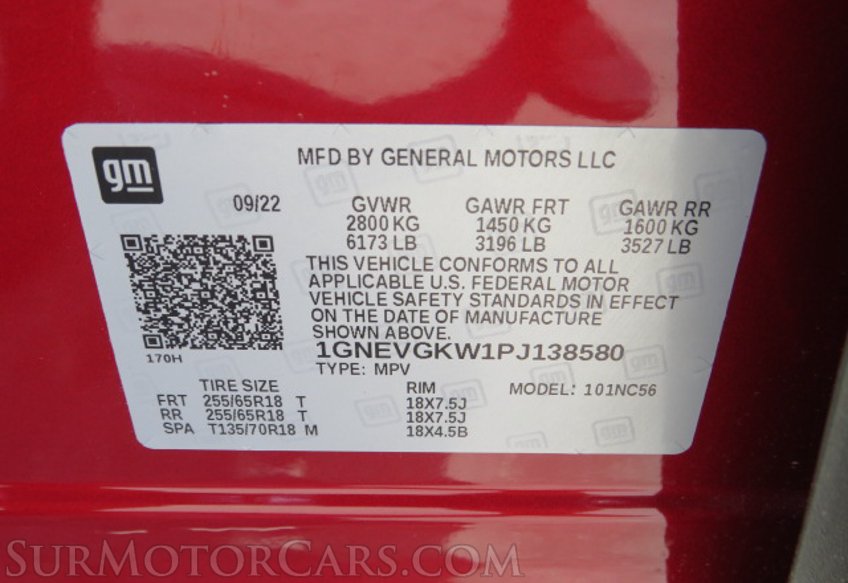 gm
MFD BY GENERAL MOTORS LLC
09/22 GVWR GAWR FRT GAWR RR
2800 KG 1450 KG 1600 KG
6173 LB 3196 LB 3527 LB
THIS VEHICLE CONFORMS TO ALL
APPLICABLE U.S. FEDERAL MOTOR
VEHICLE SAFETY STANDARDS IN EFFECT
ON THE DATE OF MANUFACTURE
SHOWN ABOVE.
170H
1GNEVGKW1PJ138580
TYPE: MPV
TIRE SIZE RIM MODEL: 101NC56
FRT 255/65R18 T 18X7.5J
RR 255/65R18 T 18X7.5J
SPA T135/70R18 M 18X4.5B
SURMOTORCARS.COM